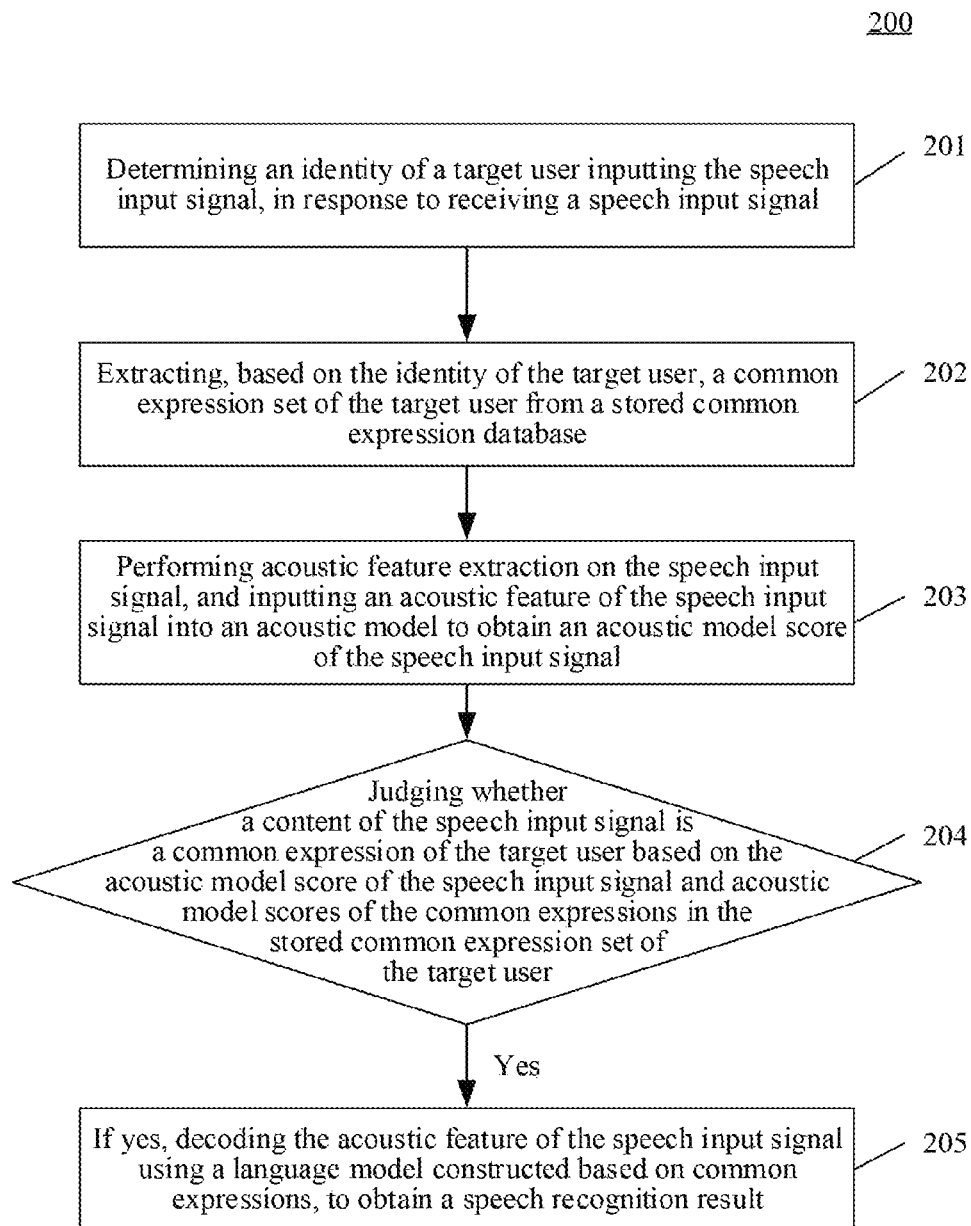 200
Determining an identity of a target user inputting the speech
input signal, in response to receiving a speech input signal
201
Extracting, based on the identity of the target user, a common
expression set of the target user from a stored common
expression database
202
Performing acoustic feature extraction on the speech input
signal, and inputting an acoustic feature of the speech input
signal into an acoustic model to obtain an acoustic model score
of the speech input signal
203
Judging whether
a content of the speech input signal is
a common expression of the target user based on the
acoustic model score of the speech input signal and acoustic
model scores of the common expressions in the
stored common expression set of
the target user
204
Yes
If yes, decoding the acoustic feature of the speech input signal
using a language model constructed based on common
expressions, to obtain a speech recognition result
205